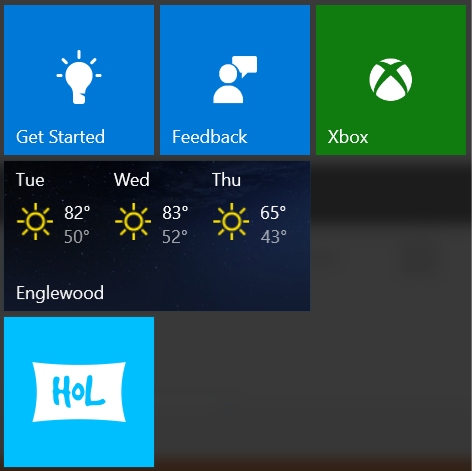 Get Started
Feedback
Xbox
Tue Wed Thu
82° 83° 65°
50° 52° 43°
Englewood
HOL